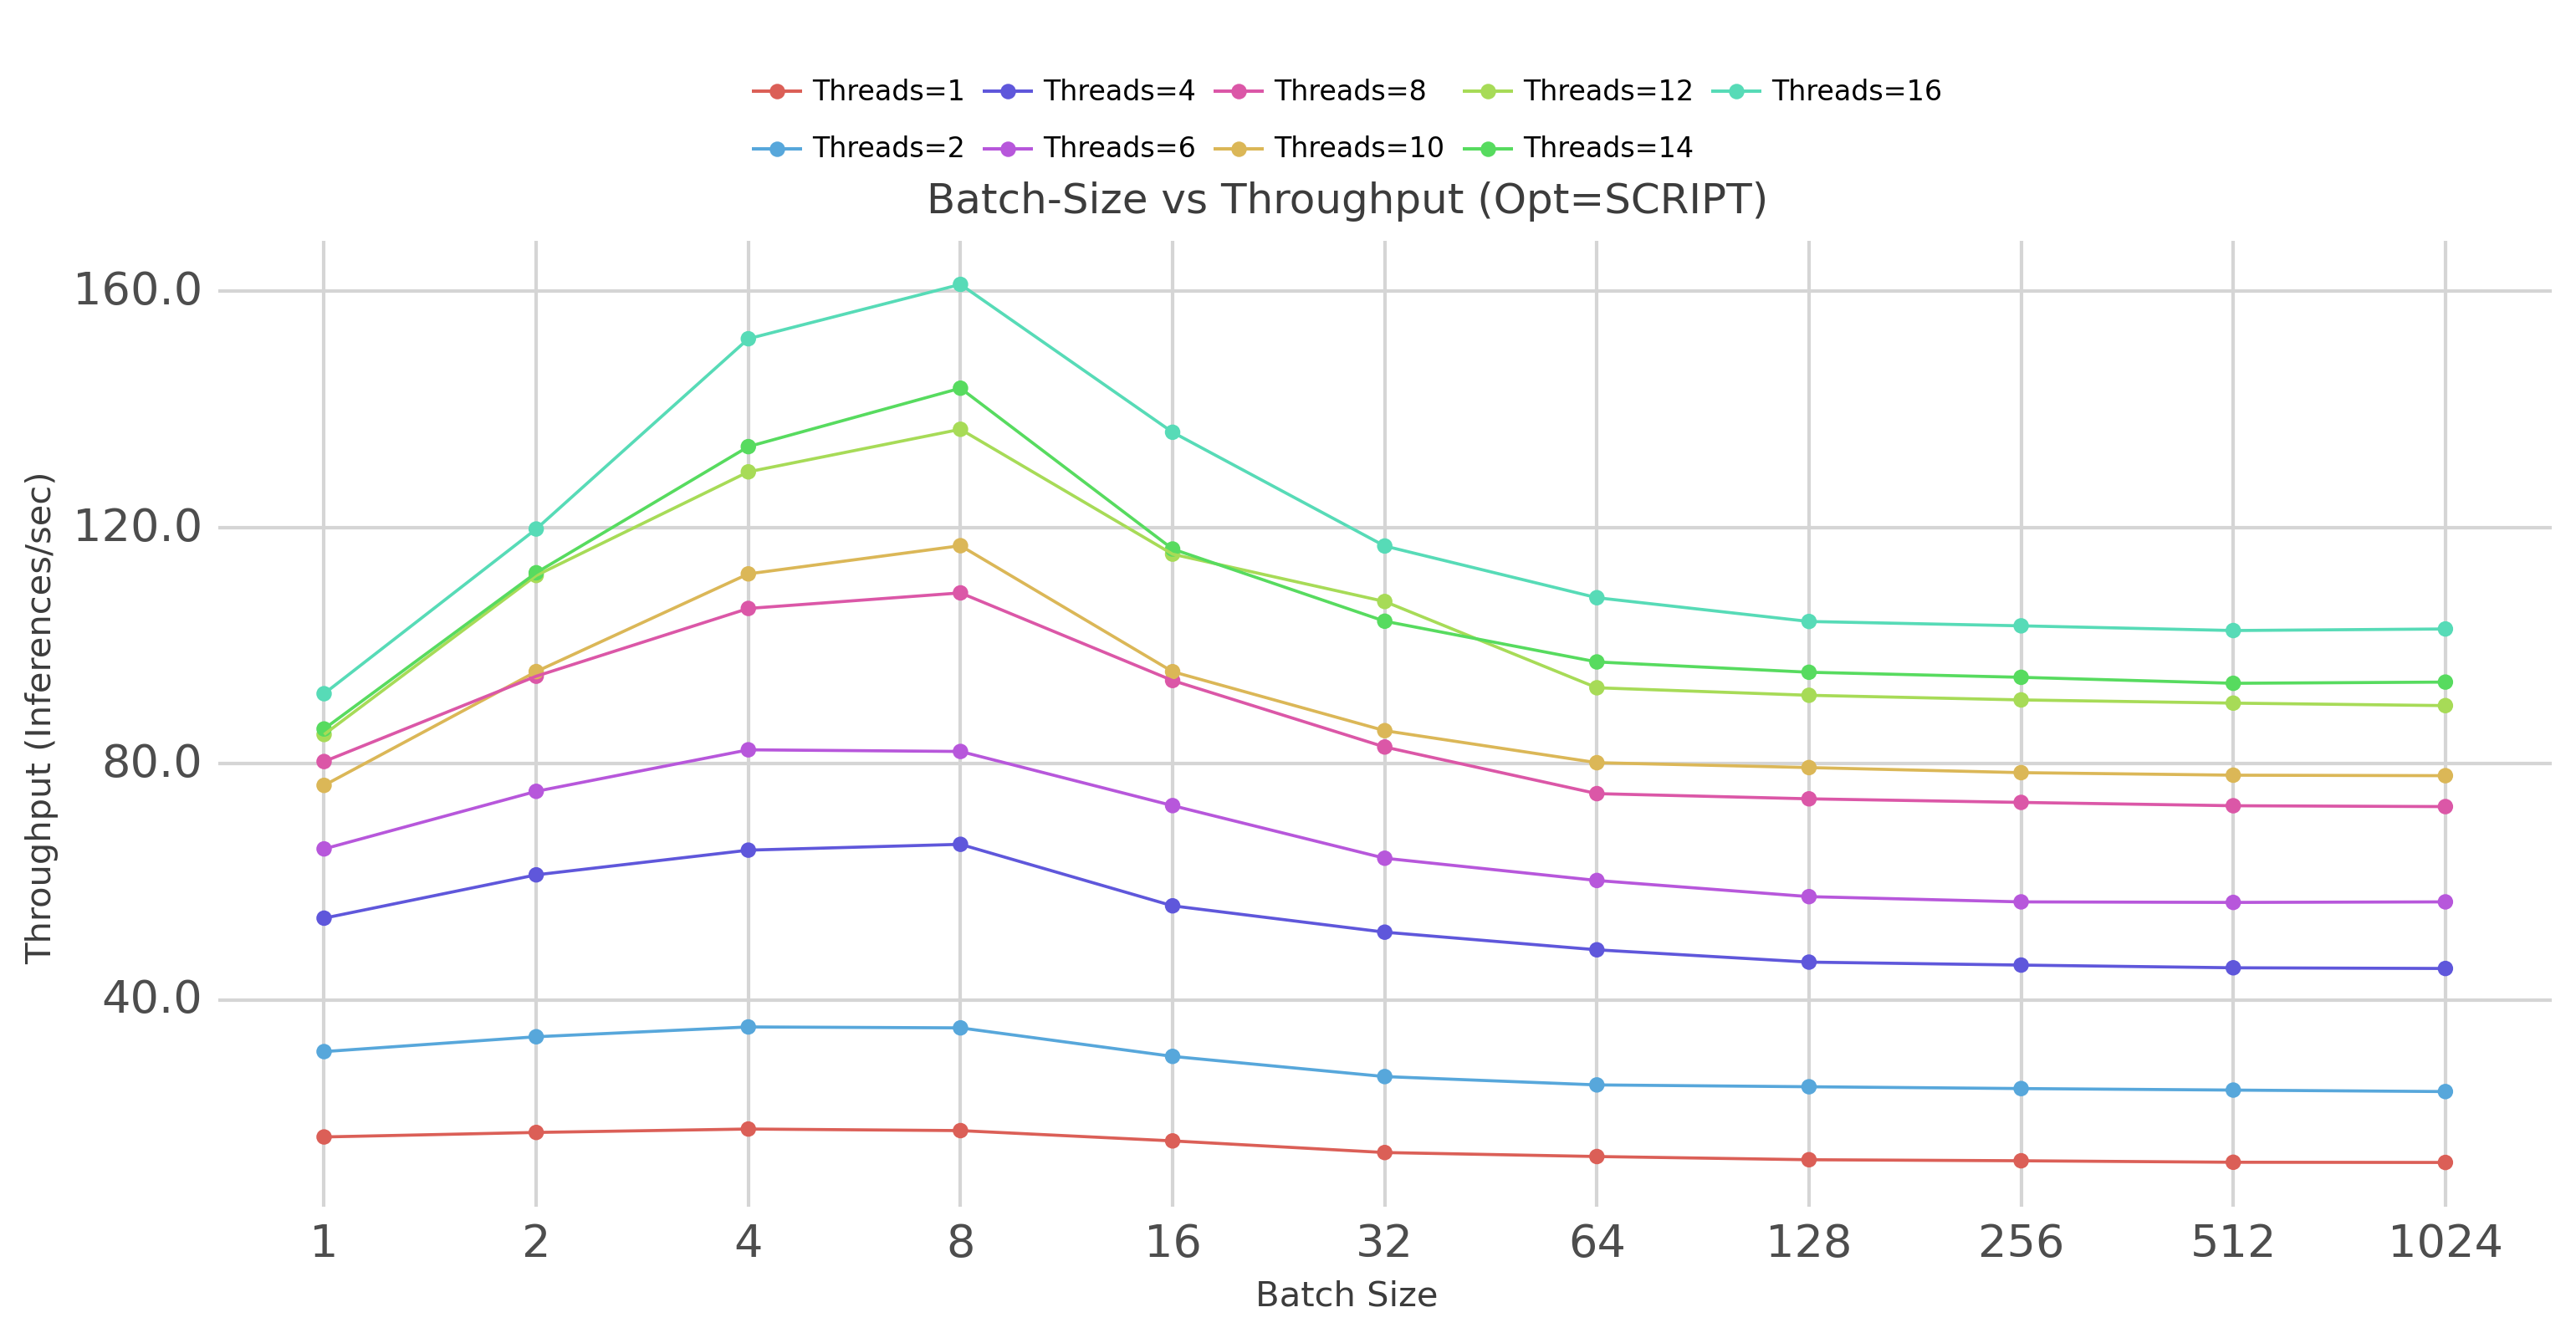 Threads=1 Threads=4 Threads=8 Threads=12 Threads=16
Threads=2 Threads=6 Threads=10 Threads=14
Batch-Size vs Throughput (Opt=SCRIPT)
160.0
120.0
80.0
40.0
Throughput (Inferences/sec)
1 2 4 8 16 32 64 128 256 512 1024
Batch Size